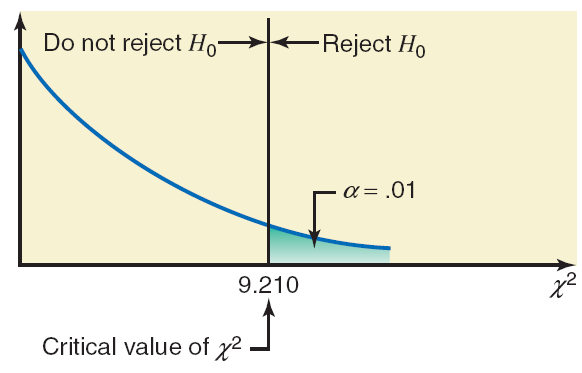 Do not reject H₀
Reject H₀
α = .01
9.210
χ²
Critical value of χ²